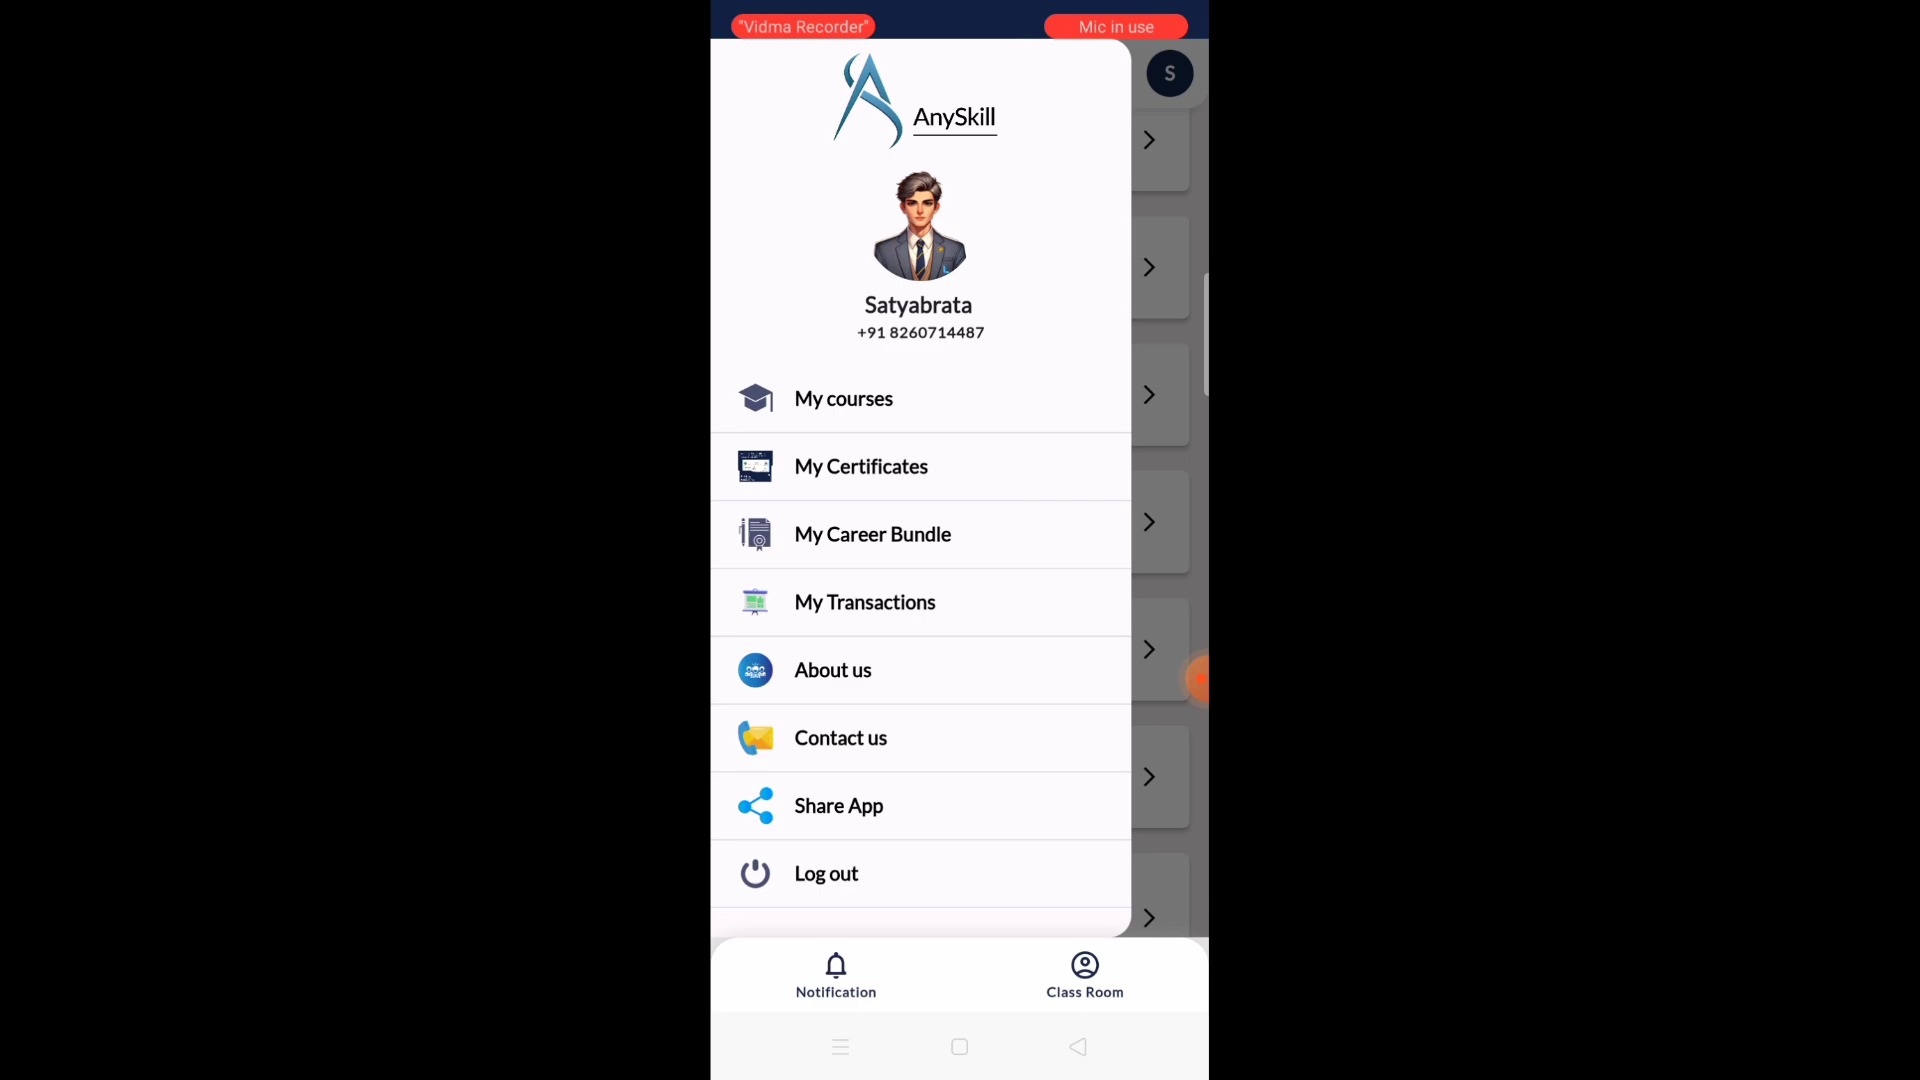 "Vidma Recorder"
Mic in use
S
AnySkill
Satyabrata
+91 8260714487
My courses
My Certificates
My Career Bundle
My Transactions
About us
Contact us
Share App
Log out
Notification
Class Room